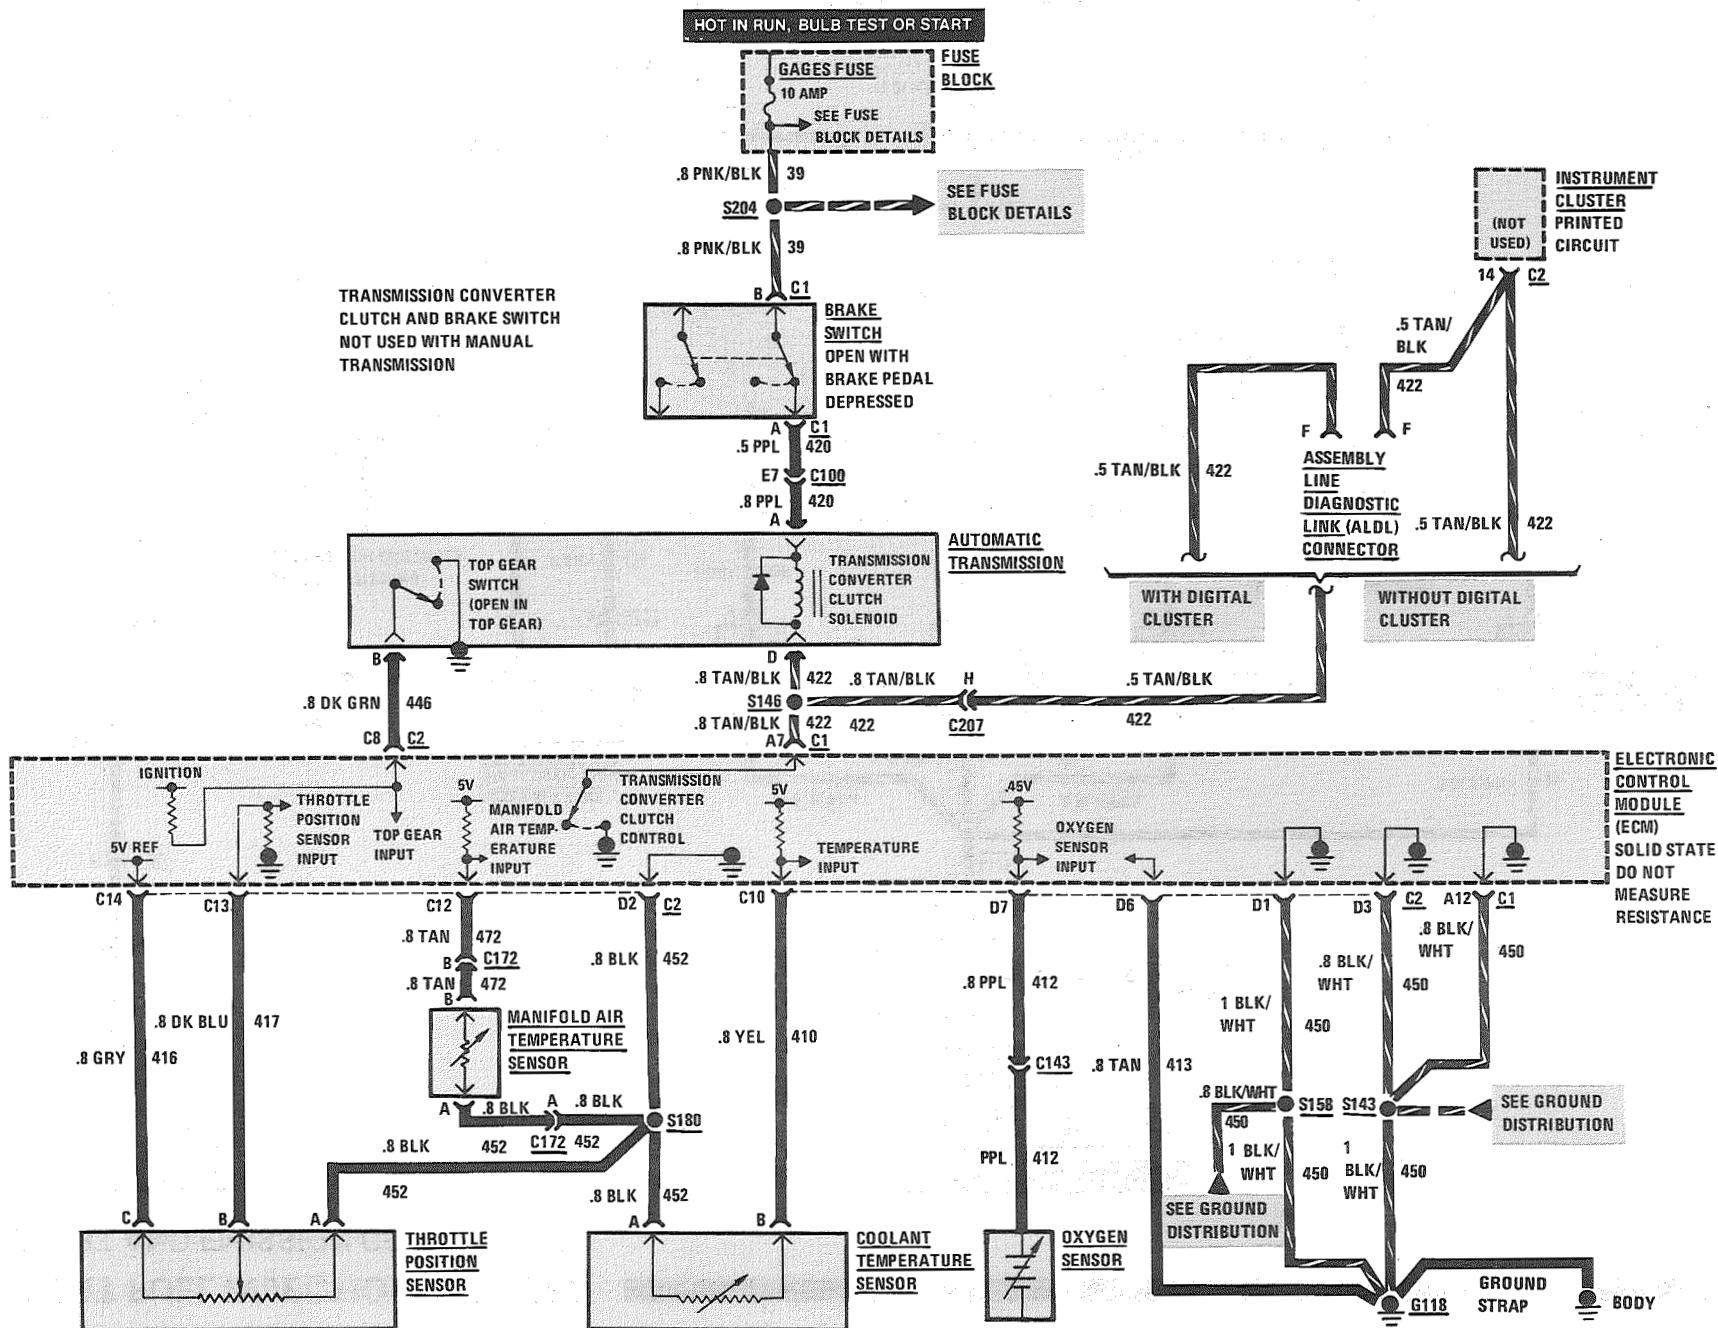 HOT IN RUN, BULB TEST OR START
GAGES FUSE
10 AMP
SEE FUSE
BLOCK DETAILS
FUSE
BLOCK
.8 PNK/BLK 39
S204
SEE FUSE
BLOCK DETAILS
.8 PNK/BLK 39
B C1
BRAKE
SWITCH
OPEN WITH
BRAKE PEDAL
DEPRESSED
TRANSMISSION CONVERTER
CLUTCH AND BRAKE SWITCH
NOT USED WITH MANUAL
TRANSMISSION
INSTRUMENT
CLUSTER
PRINTED
CIRCUIT
(NOT
USED)
14 C2
.5 TAN/
BLK
422
F F
ASSEMBLY
LINE
DIAGNOSTIC
LINK (ALDL)
CONNECTOR
.5 TAN/BLK 422
.5 TAN/BLK 422
WITH DIGITAL
CLUSTER
WITHOUT DIGITAL
CLUSTER
A C1
.5 PPL 420
E7 C100
.8 PPL 420
A
AUTOMATIC
TRANSMISSION
TOP GEAR
SWITCH
(OPEN IN
TOP GEAR)
TRANSMISSION
CONVERTER
CLUTCH
SOLENOID
B
D
.8 DK GRN 446
C8 C2
.8 TAN/BLK 422
S146
.8 TAN/BLK 422
A7 C1
.8 TAN/BLK H .5 TAN/BLK
422 C207 422
ELECTRONIC
CONTROL
MODULE
(ECM)
SOLID STATE
DO NOT
MEASURE
RESISTANCE
IGNITION
5V REF
THROTTLE
POSITION
SENSOR
INPUT
TOP GEAR
INPUT
5V
MANIFOLD
AIR TEMP-
ERATURE
INPUT
TRANSMISSION
CONVERTER
CLUTCH
CONTROL
5V
TEMPERATURE
INPUT
.45V
OXYGEN
SENSOR
INPUT
C14 C13 C12 D2 C2 C10 D7 D6 D1 D3 C2 A12 C1
.8 TAN 472
B C172
.8 TAN 472
B
MANIFOLD AIR
TEMPERATURE
SENSOR
A .8 BLK A .8 BLK
452 C172 452
S180
.8 BLK
452
.8 BLK 452
.8 BLK 452
.8 GRY 416
.8 DK BLU 417
.8 YEL 410
.8 PPL 412
C143
PPL 412
.8 TAN 413
1 BLK/
WHT
450
.8 BLK/
WHT
450
.8 BLK/
WHT
450
.8 BLK/WHT
450
S158
S143
SEE GROUND
DISTRIBUTION
1 BLK/
WHT
450
1
BLK/
WHT
450
SEE GROUND
DISTRIBUTION
C B A
THROTTLE
POSITION
SENSOR
A B
COOLANT
TEMPERATURE
SENSOR
OXYGEN
SENSOR
G118
GROUND
STRAP
BODY